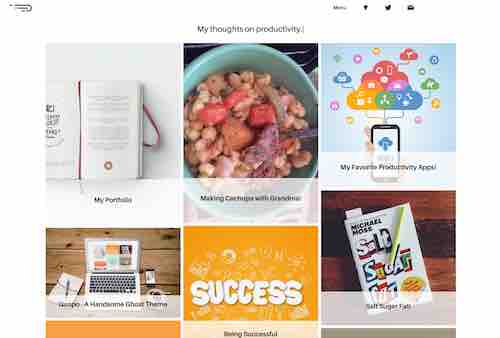 Menu
My thoughts on productivity.|
My Portfolio
Making Cachupa with Grandma!
My Favorite Productivity Apps!
Guapo - A Handsome Ghost Theme
SUCCESS
Being Successful
MICHAEL
MOSS
Salt
Sugar
Fat
Salt Sugar Fat!